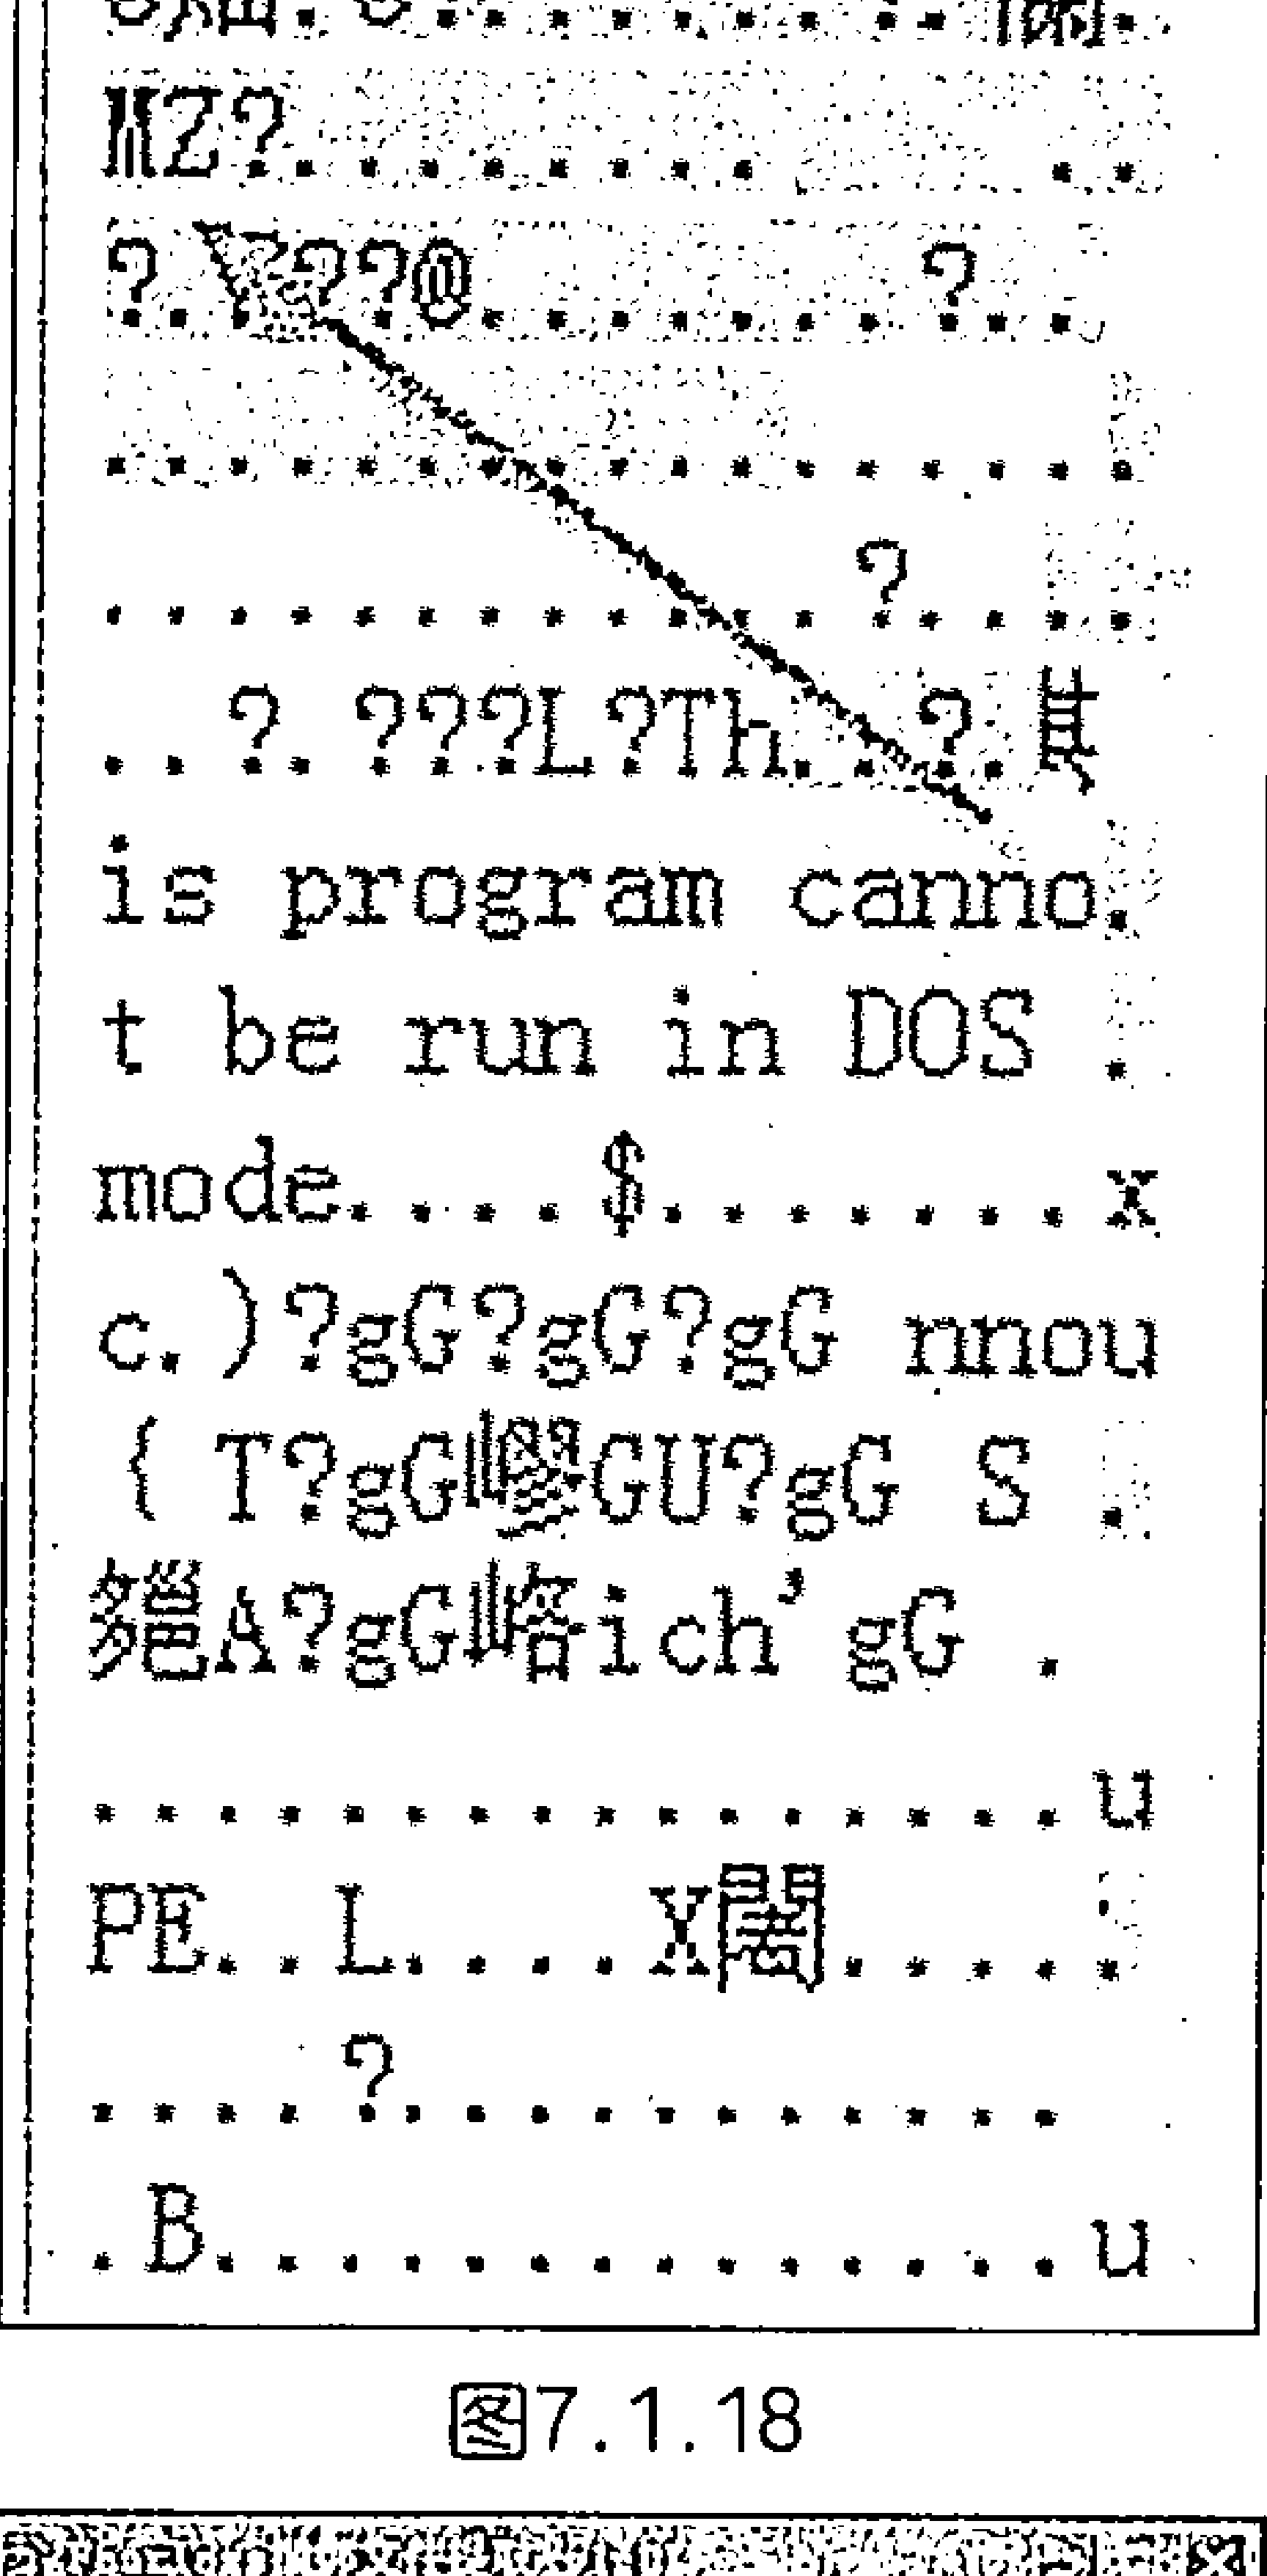 MZ?.........    ..
?. ???@.......?..
.................
............?....
..?.???L?Th..?.
is program canno.
t be run in DOS .
mode....$.......x
c.)?gG?gG?gG nnou
{ T?gG GU?gG S .
A?gG ich' gG .
................u
PE..L....X .....
....?...........
.B..............u
图7.1.18